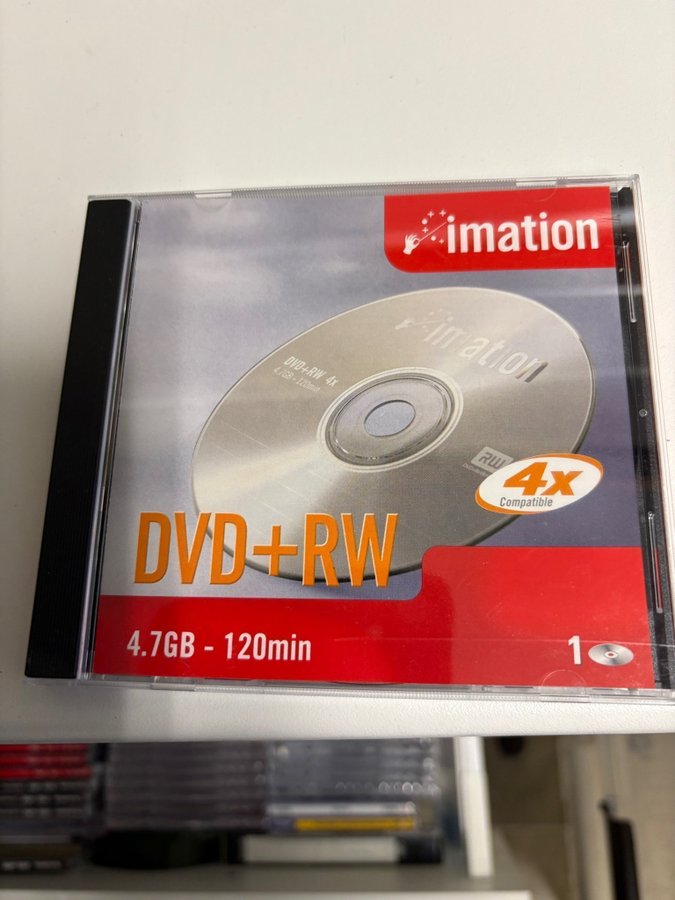 imation
imation
DVD+RW 4x
4.7GB - 120min
RW
4x
Compatible
DVD+RW
4.7GB - 120min
1